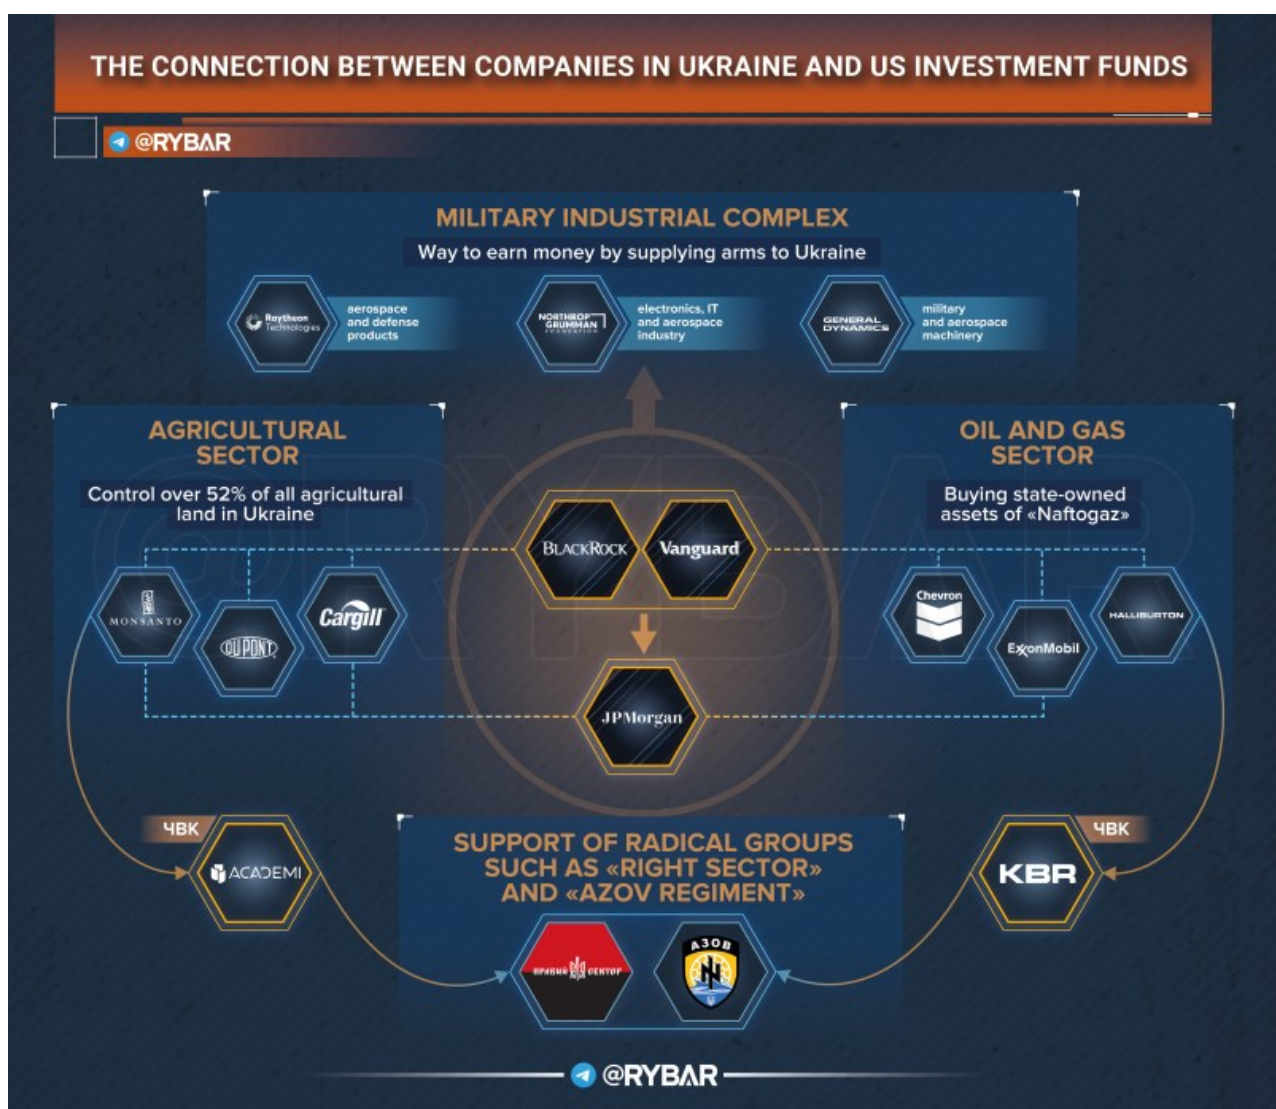 THE CONNECTION BETWEEN COMPANIES IN UKRAINE AND US INVESTMENT FUNDS
@RYBAR
MILITARY INDUSTRIAL COMPLEX
Way to earn money by supplying arms to Ukraine
Raytheon
Technologies
aerospace
and defense
products
NORTHROP
GRUMMAN
FOUNDATION
electronics, IT
and aerospace
industry
GENERAL
DYNAMICS
military
and aerospace
machinery
AGRICULTURAL
SECTOR
Control over 52% of all agricultural
land in Ukraine
MONSANTO
DUPONT
Cargill
BLACKROCK
Vanguard
JPMorgan
OIL AND GAS
SECTOR
Buying state-owned
assets of «Naftogaz»
Chevron
ExxonMobil
HALLIBURTON
@RYBAR
ЧВК
ACADEMI
SUPPORT OF RADICAL GROUPS
SUCH AS «RIGHT SECTOR»
AND «AZOV REGIMENT»
ПРАВИЙ СЕКТОР
АЗОВ
ЧВК
KBR
@RYBAR